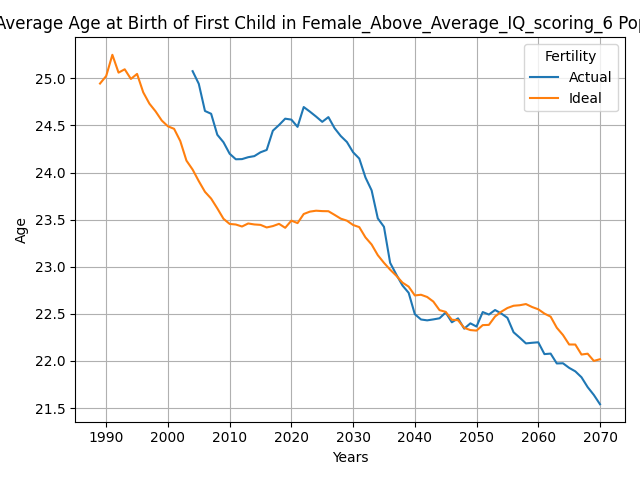 Average Age at Birth of First Child in Female_Above_Average_IQ_scoring_6
Fertility
Actual
Ideal
Age
25.0
24.5
24.0
23.5
23.0
22.5
22.0
21.5
1990 2000 2010 2020 2030 2040 2050 2060 2070
Years